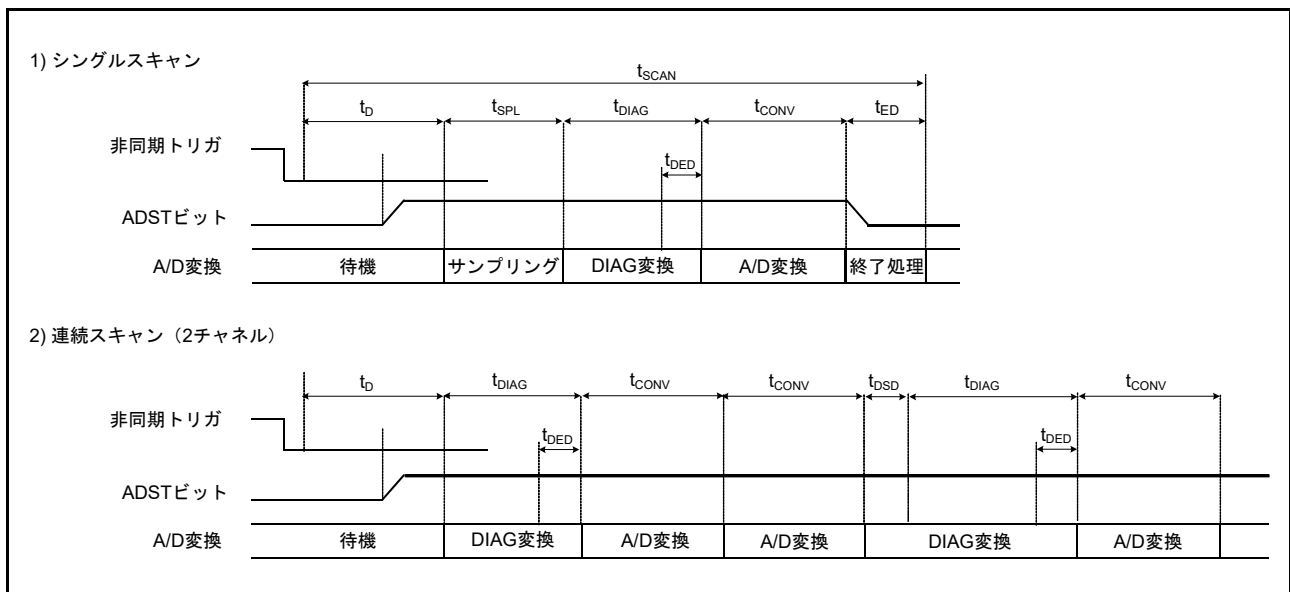 1) シングルスキャン
tSCAN
tD tSPL tDIAG tCONV tED
非同期トリガ
tDED
ADSTビット
A/D変換 待機 サンプリング DIAG変換 A/D変換 終了処理
2) 連続スキャン（2チャネル）
tD tDIAG tCONV tCONV tDSD tDIAG tCONV
非同期トリガ
tDED tDED
ADSTビット
A/D変換 待機 DIAG変換 A/D変換 A/D変換 DIAG変換 A/D変換